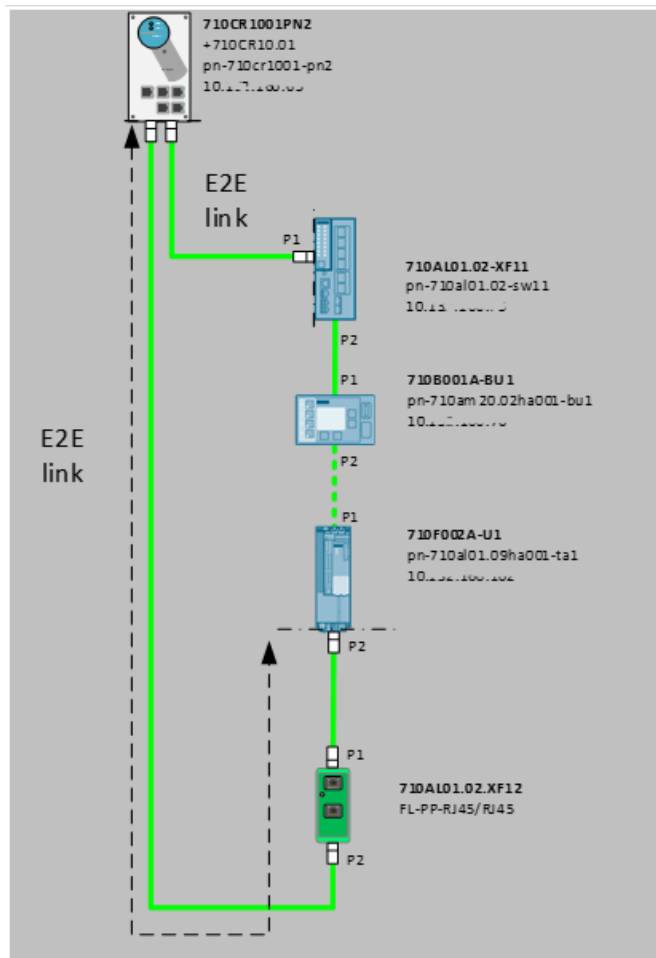 710CR1001PN2
+710CR10.01
pn-710cr1001-pn2
E2E
link
P1
710AL01.02-XF11
pn-710al01.02-sw11
P2
P1
710B001A-BU1
pn-710am20.02ha001-bu1
P2
E2E
link
P1
710F002A-U1
pn-710al01.09ha001-ta1
P2
P1
710AL01.02.XF12
FL-PP-RJ45/RJ45
P2